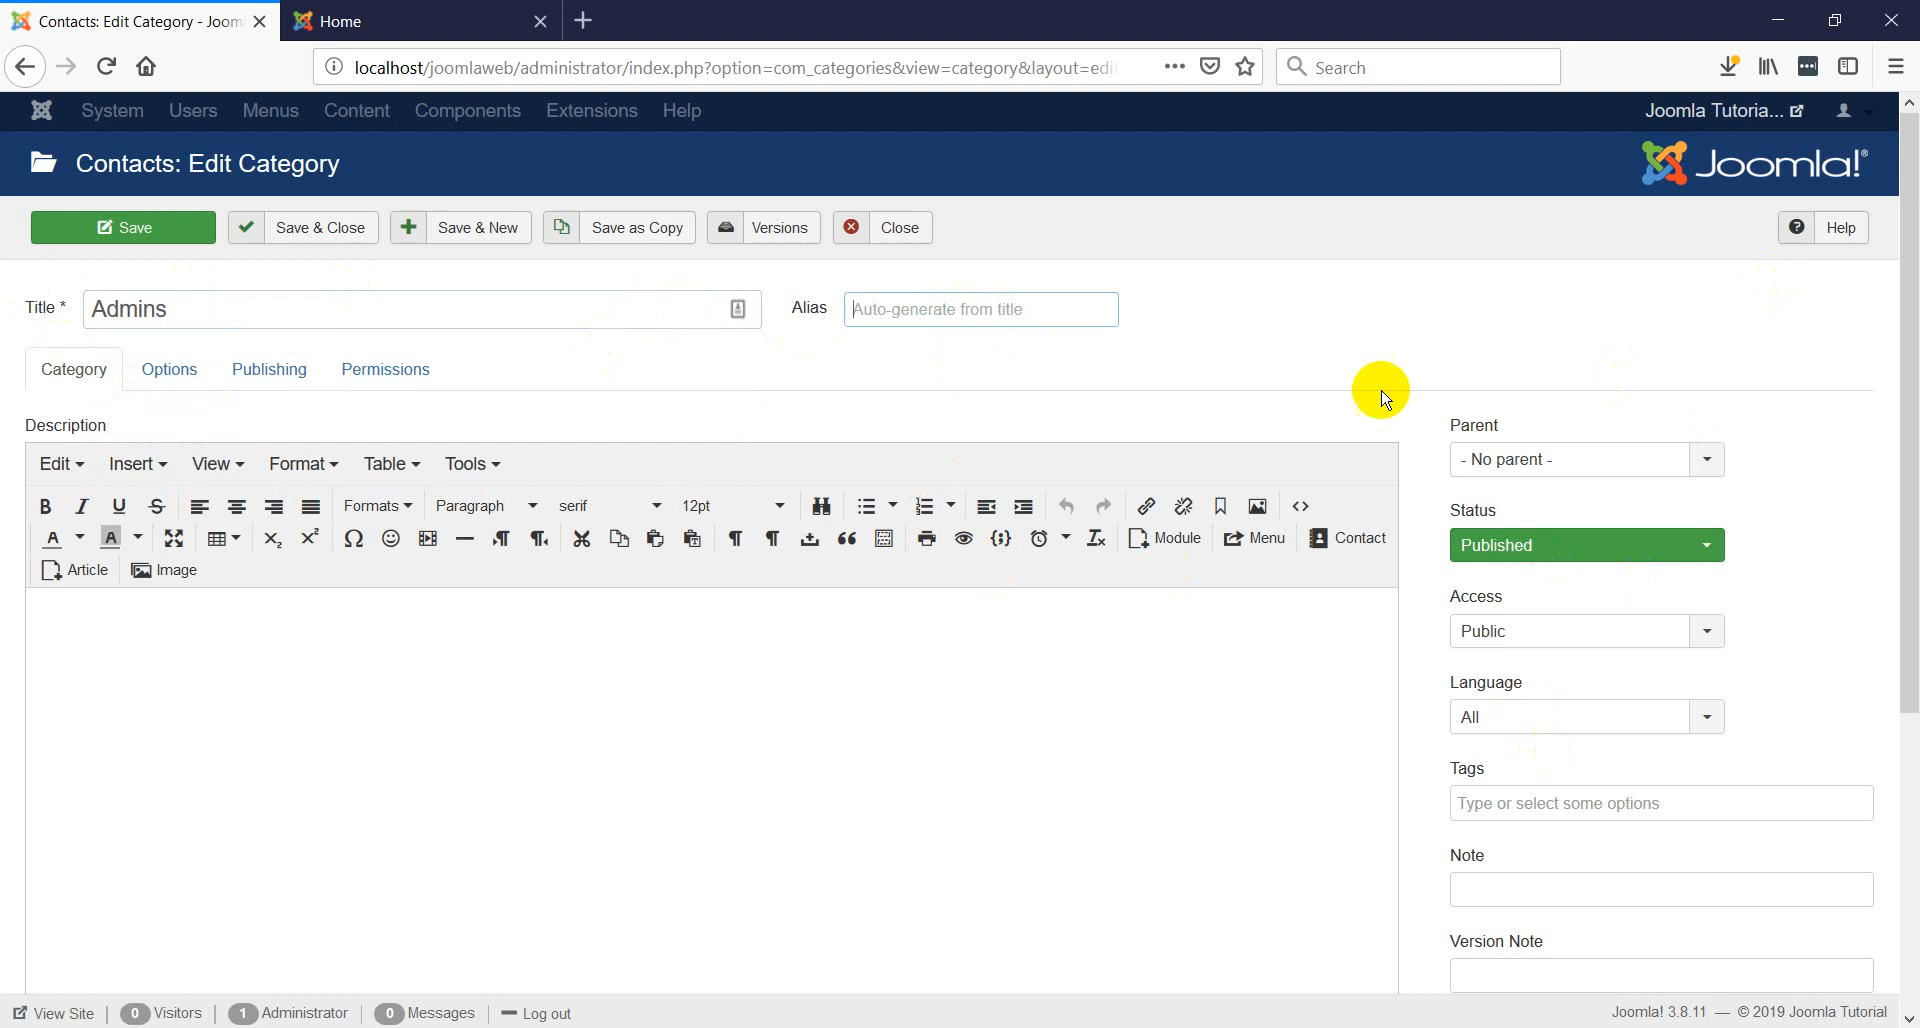 Contacts: Edit Category - Joom
Home
localhost/joomlaweb/administrator/index.php?option=com_categories&view=category&layout=edit
Search
System Users Menus Content Components Extensions Help
Joomla Tutoria...
Contacts: Edit Category
Joomla!®
Save
Save & Close
Save & New
Save as Copy
Versions
Close
Help
Title * Admins
Alias Auto-generate from title
Category Options Publishing Permissions
Description
Edit Insert View Format Table Tools
Formats Paragraph serif 12pt
Module Menu Contact
Article Image
Parent
- No parent -
Status
Published
Access
Public
Language
All
Tags
Type or select some options
Note
Version Note
View Site 0 Visitors 1 Administrator 0 Messages Log out
Joomla! 3.8.11 — © 2019 Joomla Tutorial